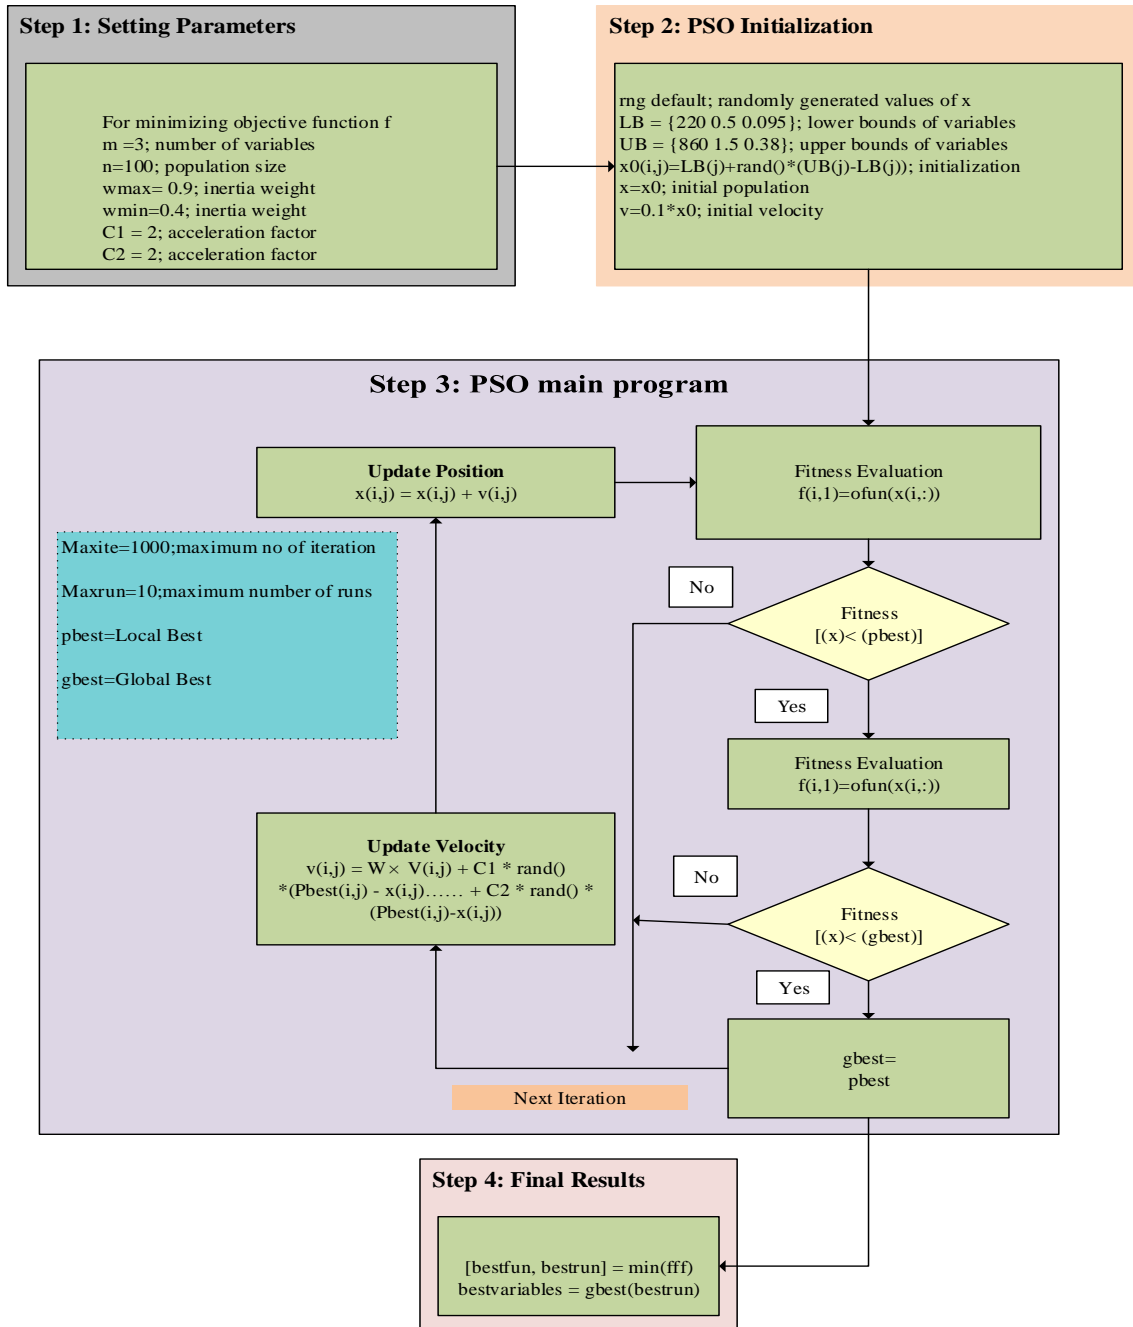 Step 1: Setting Parameters
For minimizing objective function f
m =3; number of variables
n=100; population size
wmax= 0.9; inertia weight
wmin=0.4; inertia weight
C1 = 2; acceleration factor
C2 = 2; acceleration factor
Step 2: PSO Initialization
rng default; randomly generated values of x
LB = {220 0.5 0.095}; lower bounds of variables
UB = {860 1.5 0.38}; upper bounds of variables
x0(i,j)=LB(j)+rand()*(UB(j)-LB(j)); initialization
x=x0; initial population
v=0.1*x0; initial velocity
Step 3: PSO main program
Update Position
x(i,j) = x(i,j) + v(i,j)
Fitness Evaluation
f(i,1)=ofun(x(i,:))
Maxite=1000;maximum no of iteration
Maxrun=10;maximum number of runs
pbest=Local Best
gbest=Global Best
No
Fitness
[(x)< (pbest)]
Yes
Fitness Evaluation
f(i,1)=ofun(x(i,:))
Update Velocity
v(i,j) = W× V(i,j) + C1 * rand()
*(Pbest(i,j) - x(i,j)...... + C2 * rand() *
(Pbest(i,j)-x(i,j))
No
Fitness
[(x)< (gbest)]
Yes
gbest=
pbest
Next Iteration
Step 4: Final Results
[bestfun, bestrun] = min(fff)
bestvariables = gbest(bestrun)